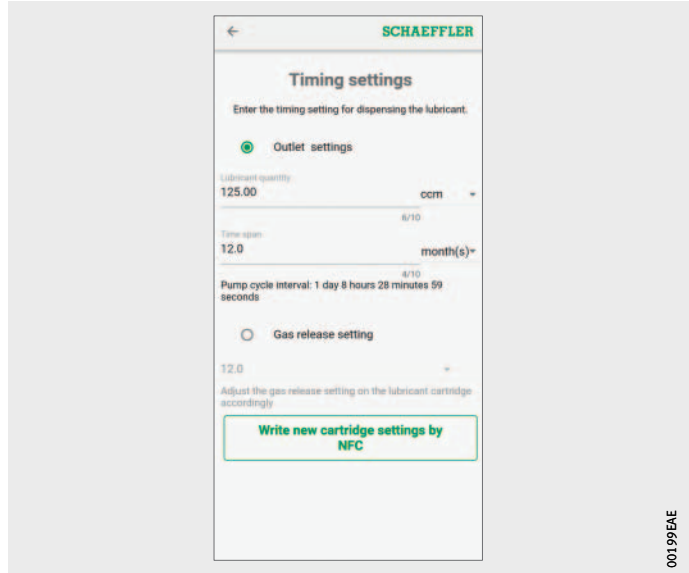 SCHAEFFLER
Timing settings
Enter the timing setting for dispensing the lubricant.
Outlet settings
Lubricant quantity
125.00
ccm
6/10
Time span
12.0
month(s)
4/10
Pump cycle interval: 1 day 8 hours 28 minutes 59
seconds
Gas release setting
12.0
Adjust the gas release setting on the lubricant cartridge
accordingly
Write new cartridge settings by
NFC
00199EAE